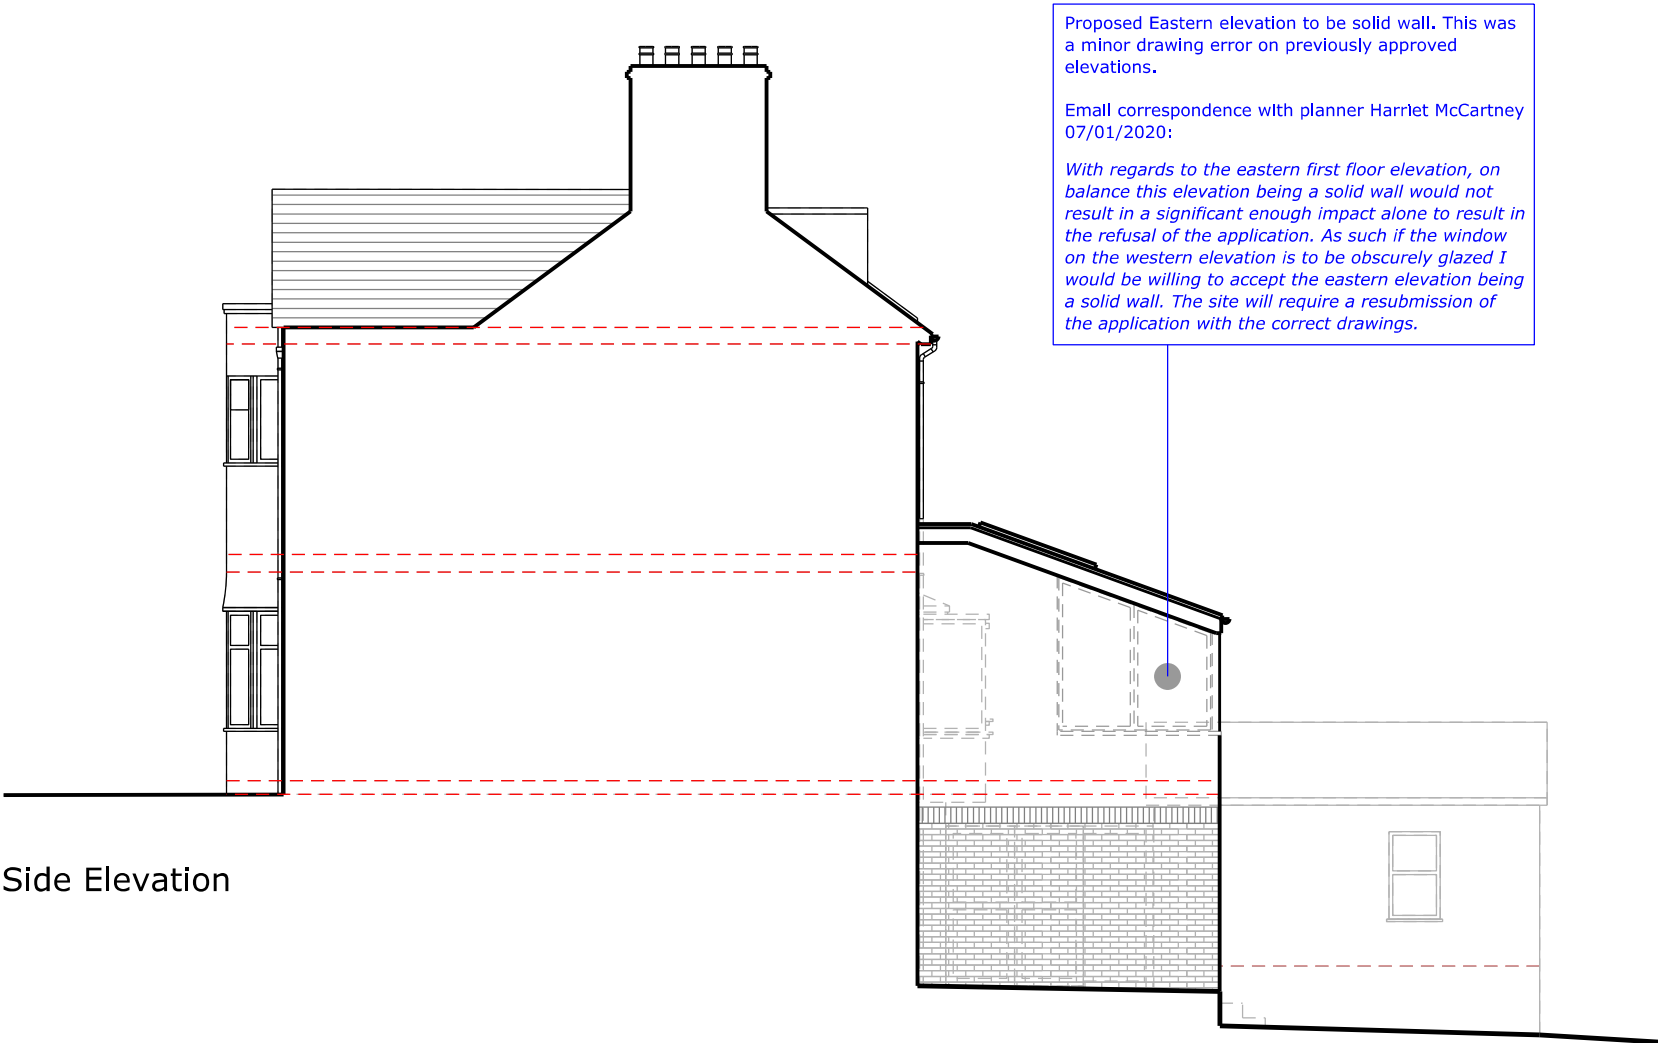 Proposed Eastern elevation to be solid wall. This was
a minor drawing error on previously approved
elevations.
Email correspondence with planner Harriet McCartney
07/01/2020:
With regards to the eastern first floor elevation, on
balance this elevation being a solid wall would not
result in a significant enough impact alone to result in
the refusal of the application. As such if the window
on the western elevation is to be obscurely glazed I
would be willing to accept the eastern elevation being
a solid wall. The site will require a resubmission of
the application with the correct drawings.
Side Elevation